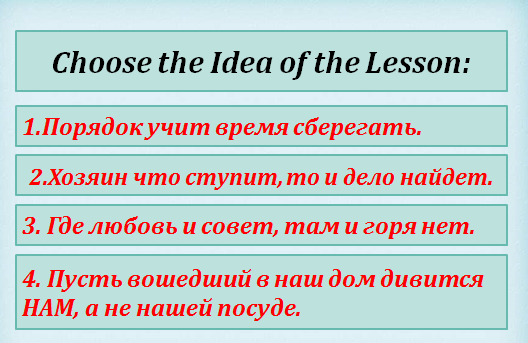 Choose the Idea of the Lesson:
1.Порядок учит время сберегать.
2.Хозяин что ступит, то и дело найдет.
3. Где любовь и совет, там и горя нет.
4. Пусть вошедший в наш дом дивится
НАМ, а не нашей посуде.